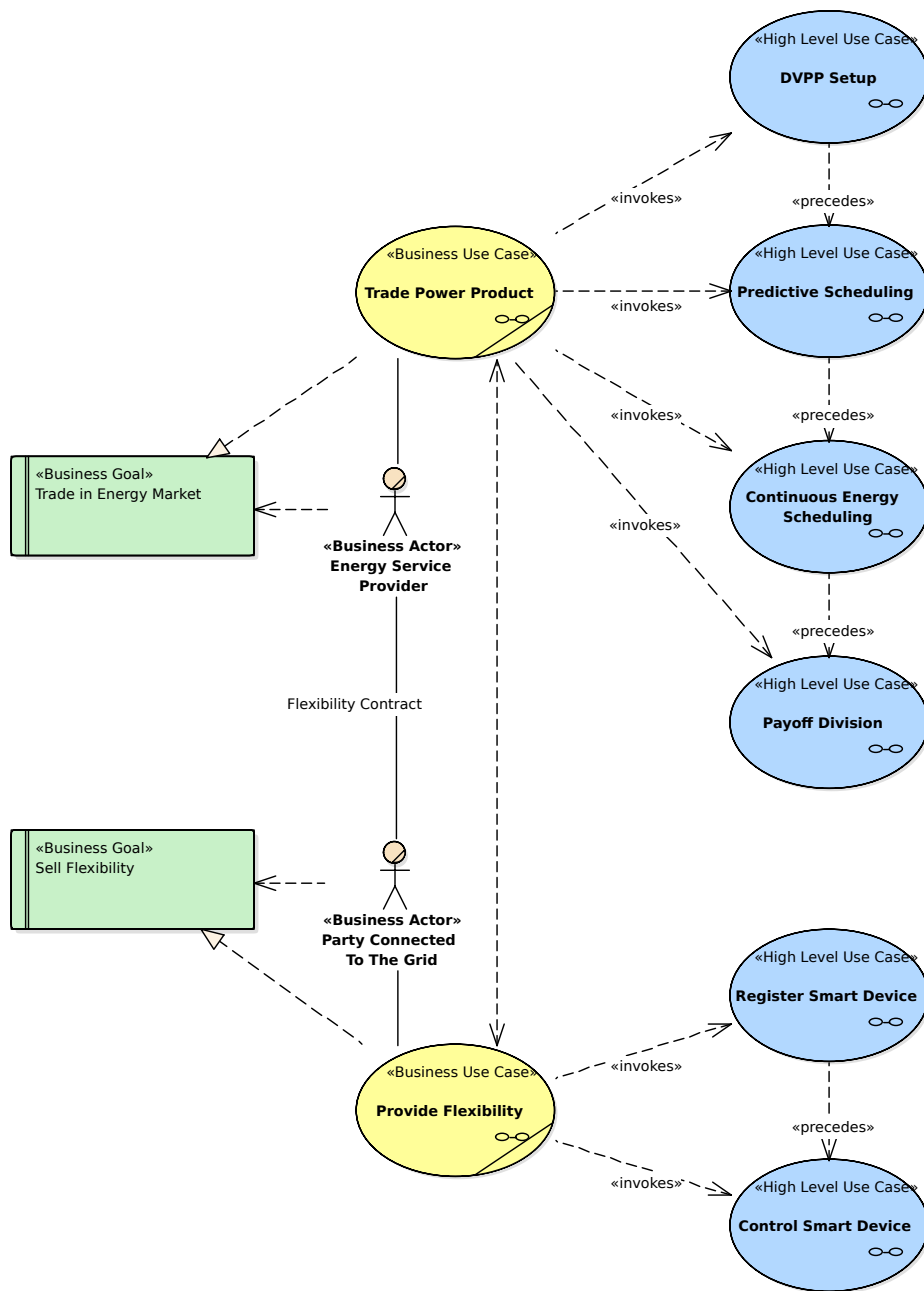 «High Level Use Case»
DVPP Setup
«invokes»
«precedes»
«Business Use Case»
Trade Power Product
«High Level Use Case»
Predictive Scheduling
«invokes»
«invokes»
«precedes»
«Business Goal»
Trade in Energy Market
«High Level Use Case»
Continuous Energy
Scheduling
«invokes»
«Business Actor»
Energy Service
Provider
«precedes»
«High Level Use Case»
Payoff Division
Flexibility Contract
«Business Goal»
Sell Flexibility
«Business Actor»
Party Connected
To The Grid
«High Level Use Case»
Register Smart Device
«invokes»
«Business Use Case»
Provide Flexibility
«precedes»
«invokes»
«High Level Use Case»
Control Smart Device